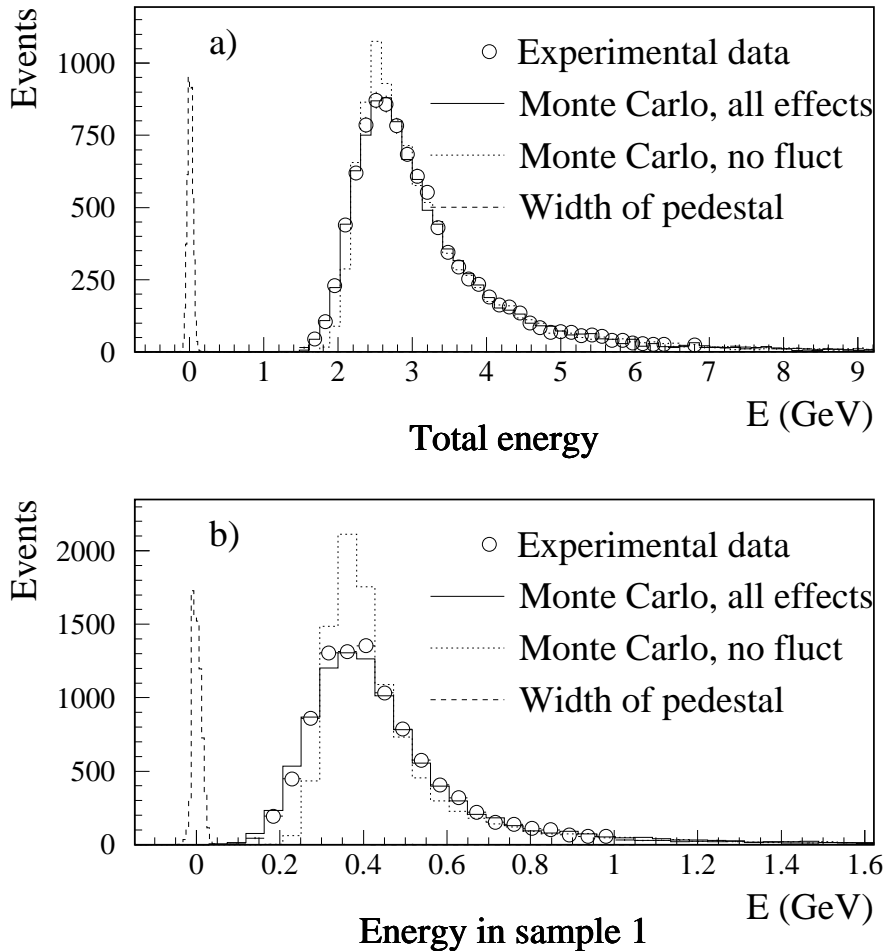 Events
a)
Experimental data
Monte Carlo, all effects
Monte Carlo, no fluct
Width of pedestal
1000
750
500
250
0
0 1 2 3 4 5 6 7 8 9
E (GeV)
Total energy
Events
b)
Experimental data
Monte Carlo, all effects
Monte Carlo, no fluct
Width of pedestal
2000
1500
1000
500
0
0 0.2 0.4 0.6 0.8 1 1.2 1.4 1.6
E (GeV)
Energy in sample 1